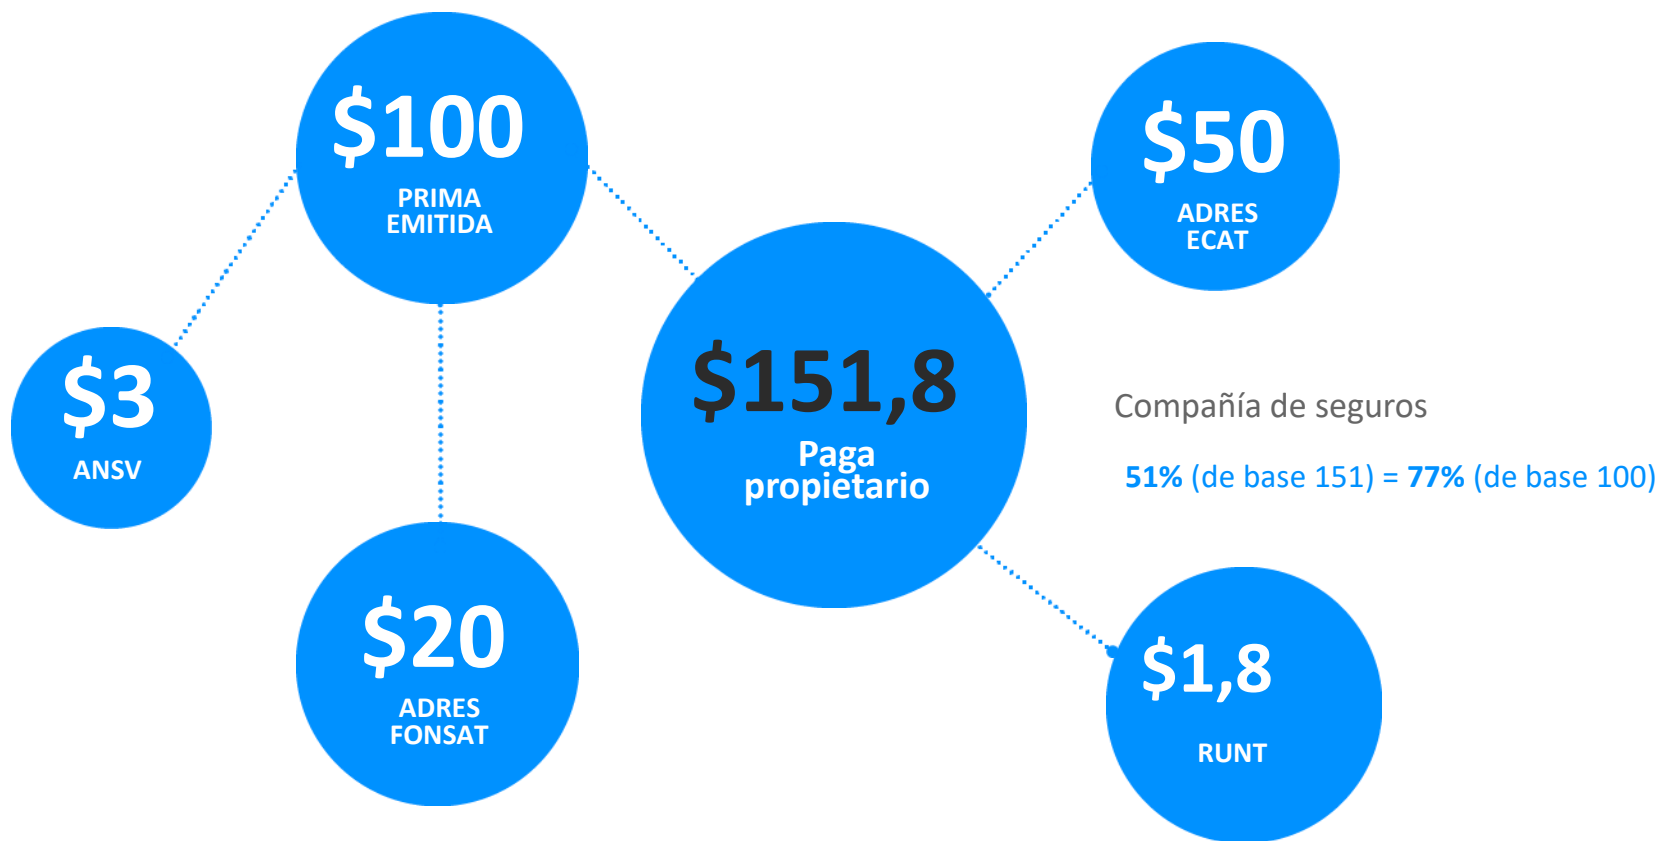 $100
PRIMA
EMITIDA
$50
ADRES
ECAT
$3
ANSV
$151,8
Paga
propietario
Compañía de seguros
51% (de base 151) = 77% (de base 100)
$20
ADRES
FONSAT
$1,8
RUNT